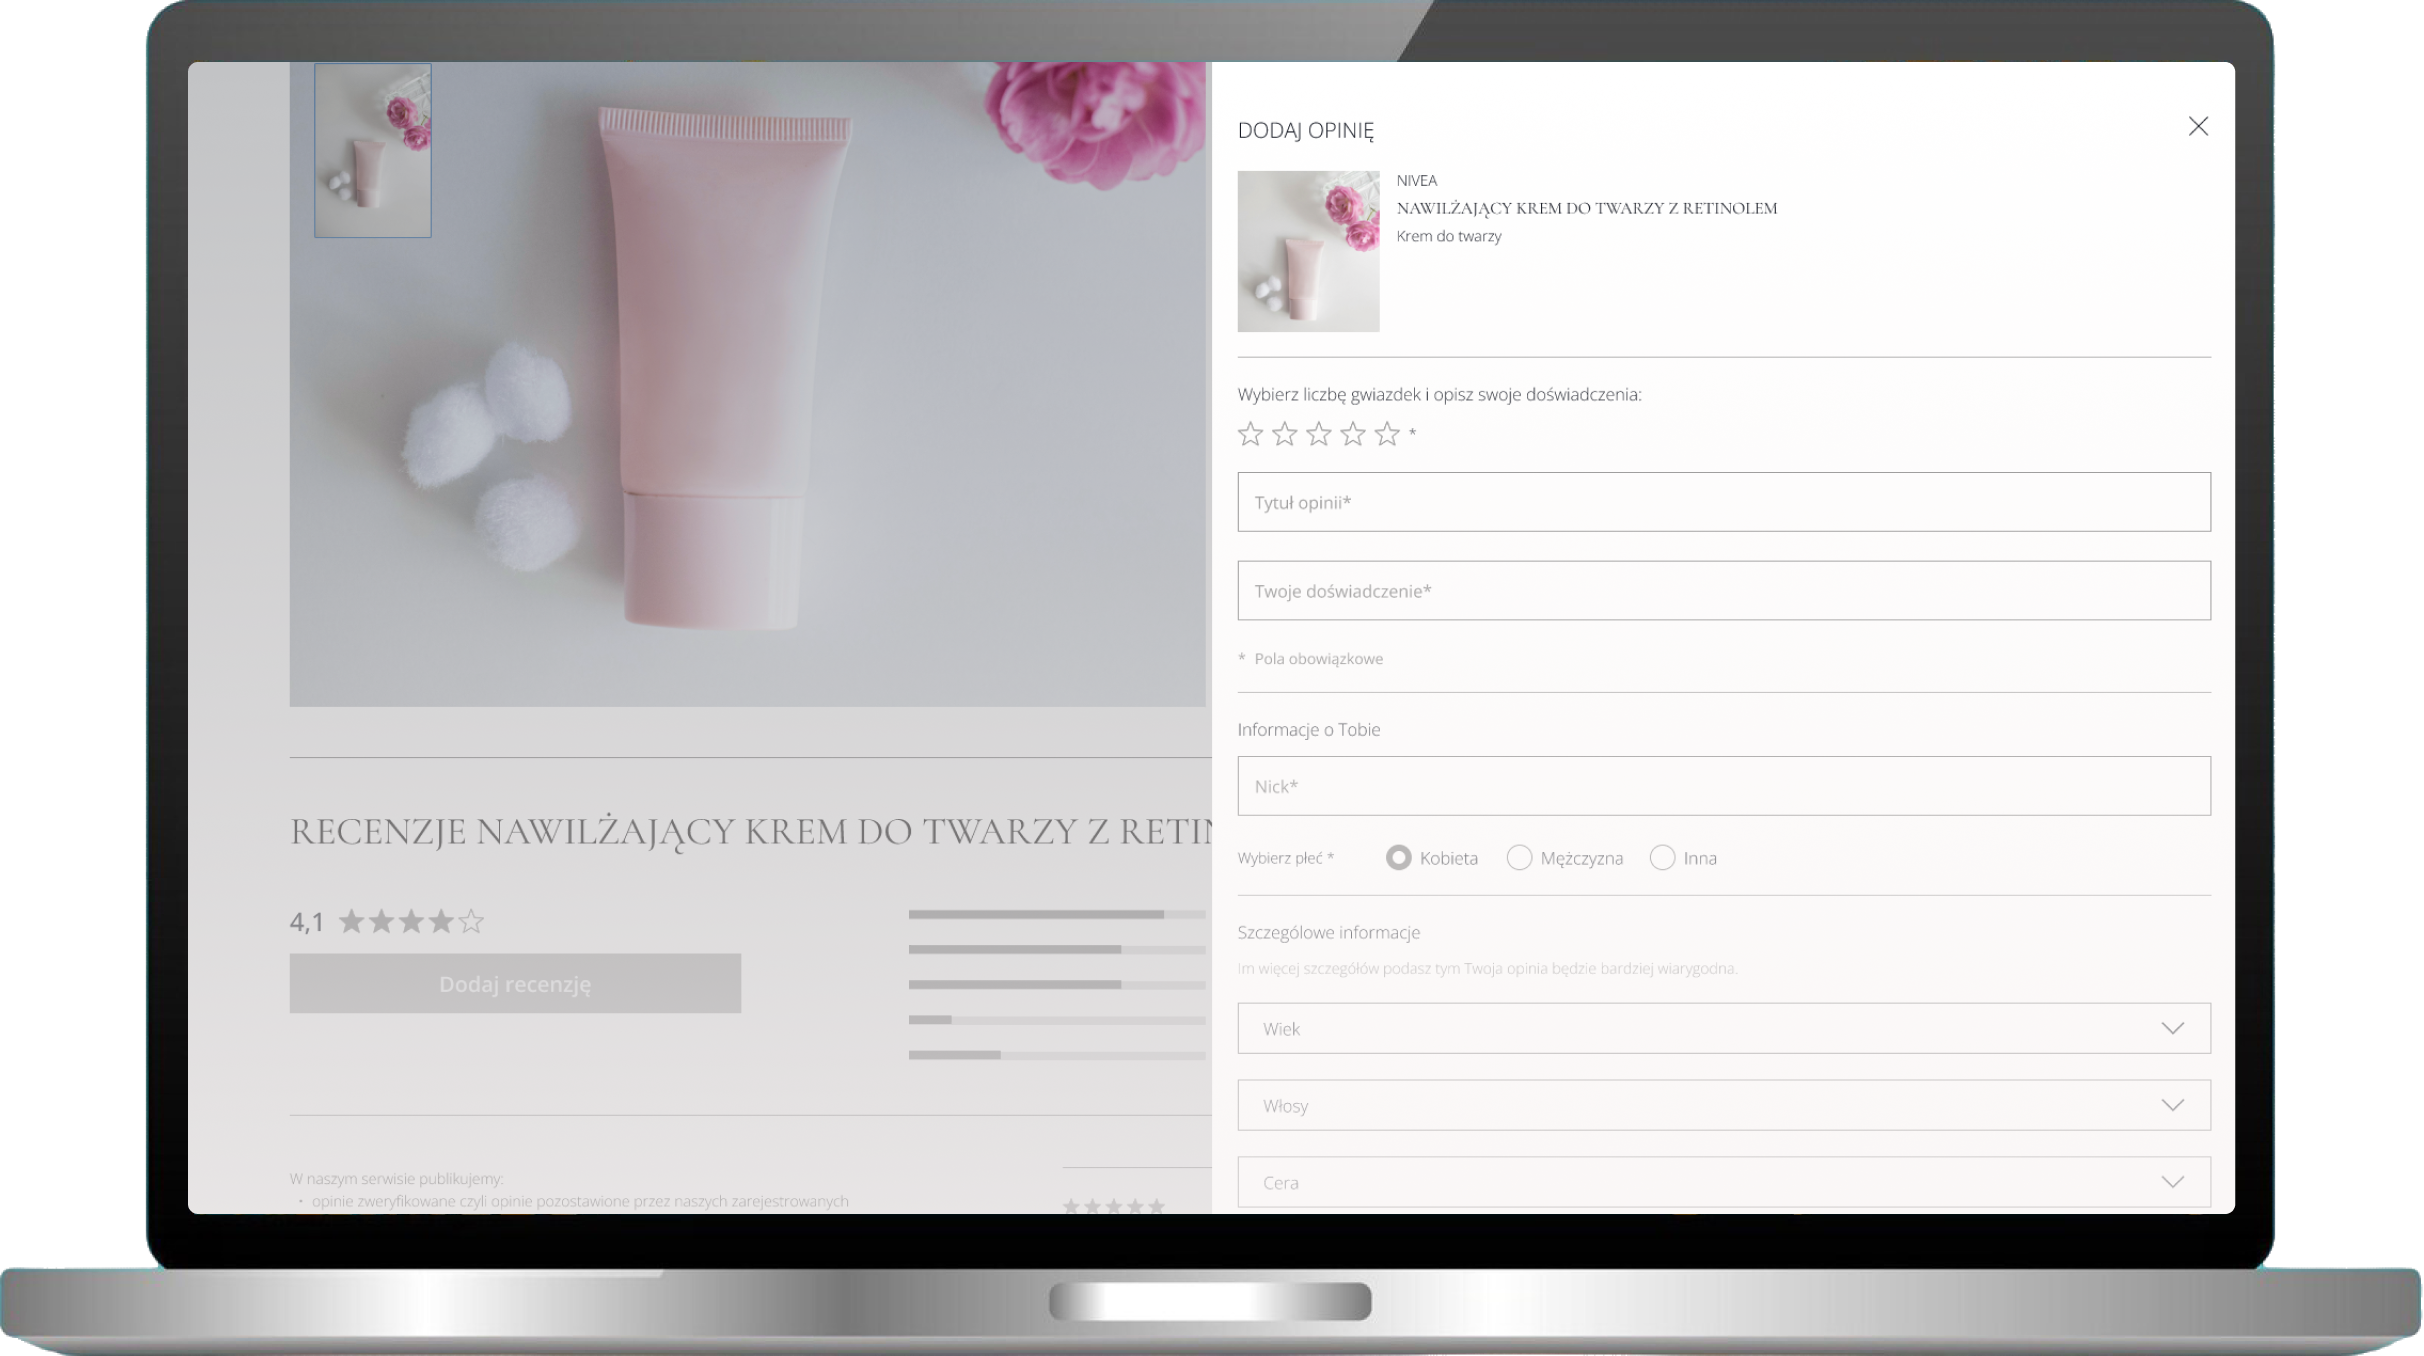 DODAJ OPINIĘ
NIVEA
NAWILŻAJĄCY KREM DO TWARZY Z RETINOLEM
Krem do twarzy
Wybierz liczbę gwiazdek i opisz swoje doświadczenia:
*
Tytuł opinii*
Twoje doświadczenie*
* Pola obowiązkowe
Informacje o Tobie
Nick*
Wybierz płeć * Kobieta Mężczyzna Inna
Szczególowe informacje
Im więcej szczegółów podasz tym Twoja opinia będzie bardziej wiarygodna.
Wiek
Włosy
Cera
RECENZJE NAWILŻAJĄCY KREM DO TWARZY Z
4,1
Dodaj recenzję
W naszym serwisie publikujemy:
• opinie zweryfikowane czyli opinie pozostawione przez naszych zarejestrowanych